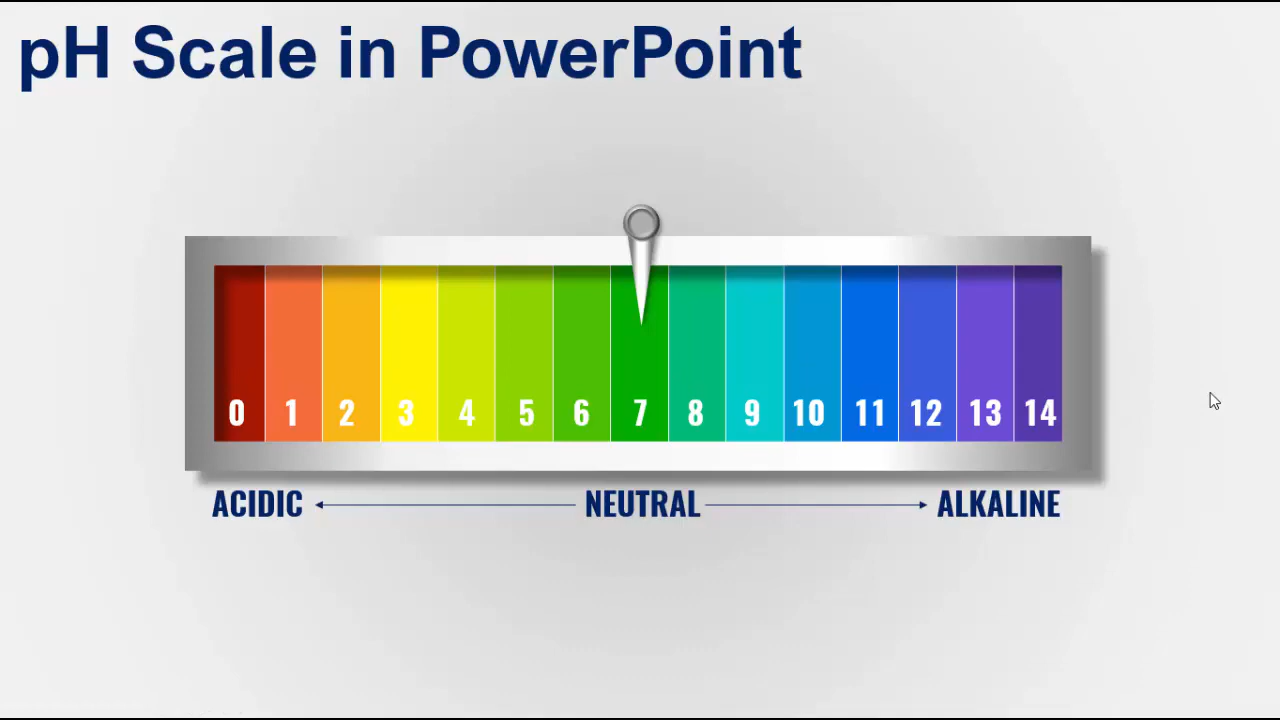 pH Scale in PowerPoint
0 1 2 3 4 5 6 7 8 9 10 11 12 13 14
ACIDIC NEUTRAL ALKALINE